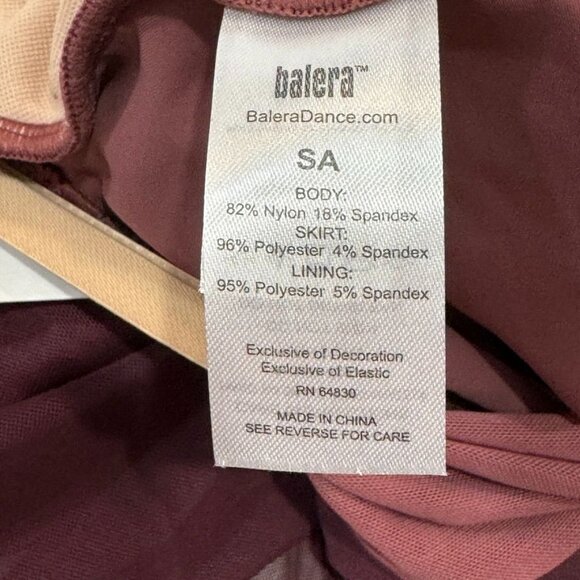 balera™
BaleraDance.com
SA
BODY:
82% Nylon 18% Spandex
SKIRT:
96% Polyester 4% Spandex
LINING:
95% Polyester 5% Spandex
Exclusive of Decoration
Exclusive of Elastic
RN 64830
MADE IN CHINA
SEE REVERSE FOR CARE